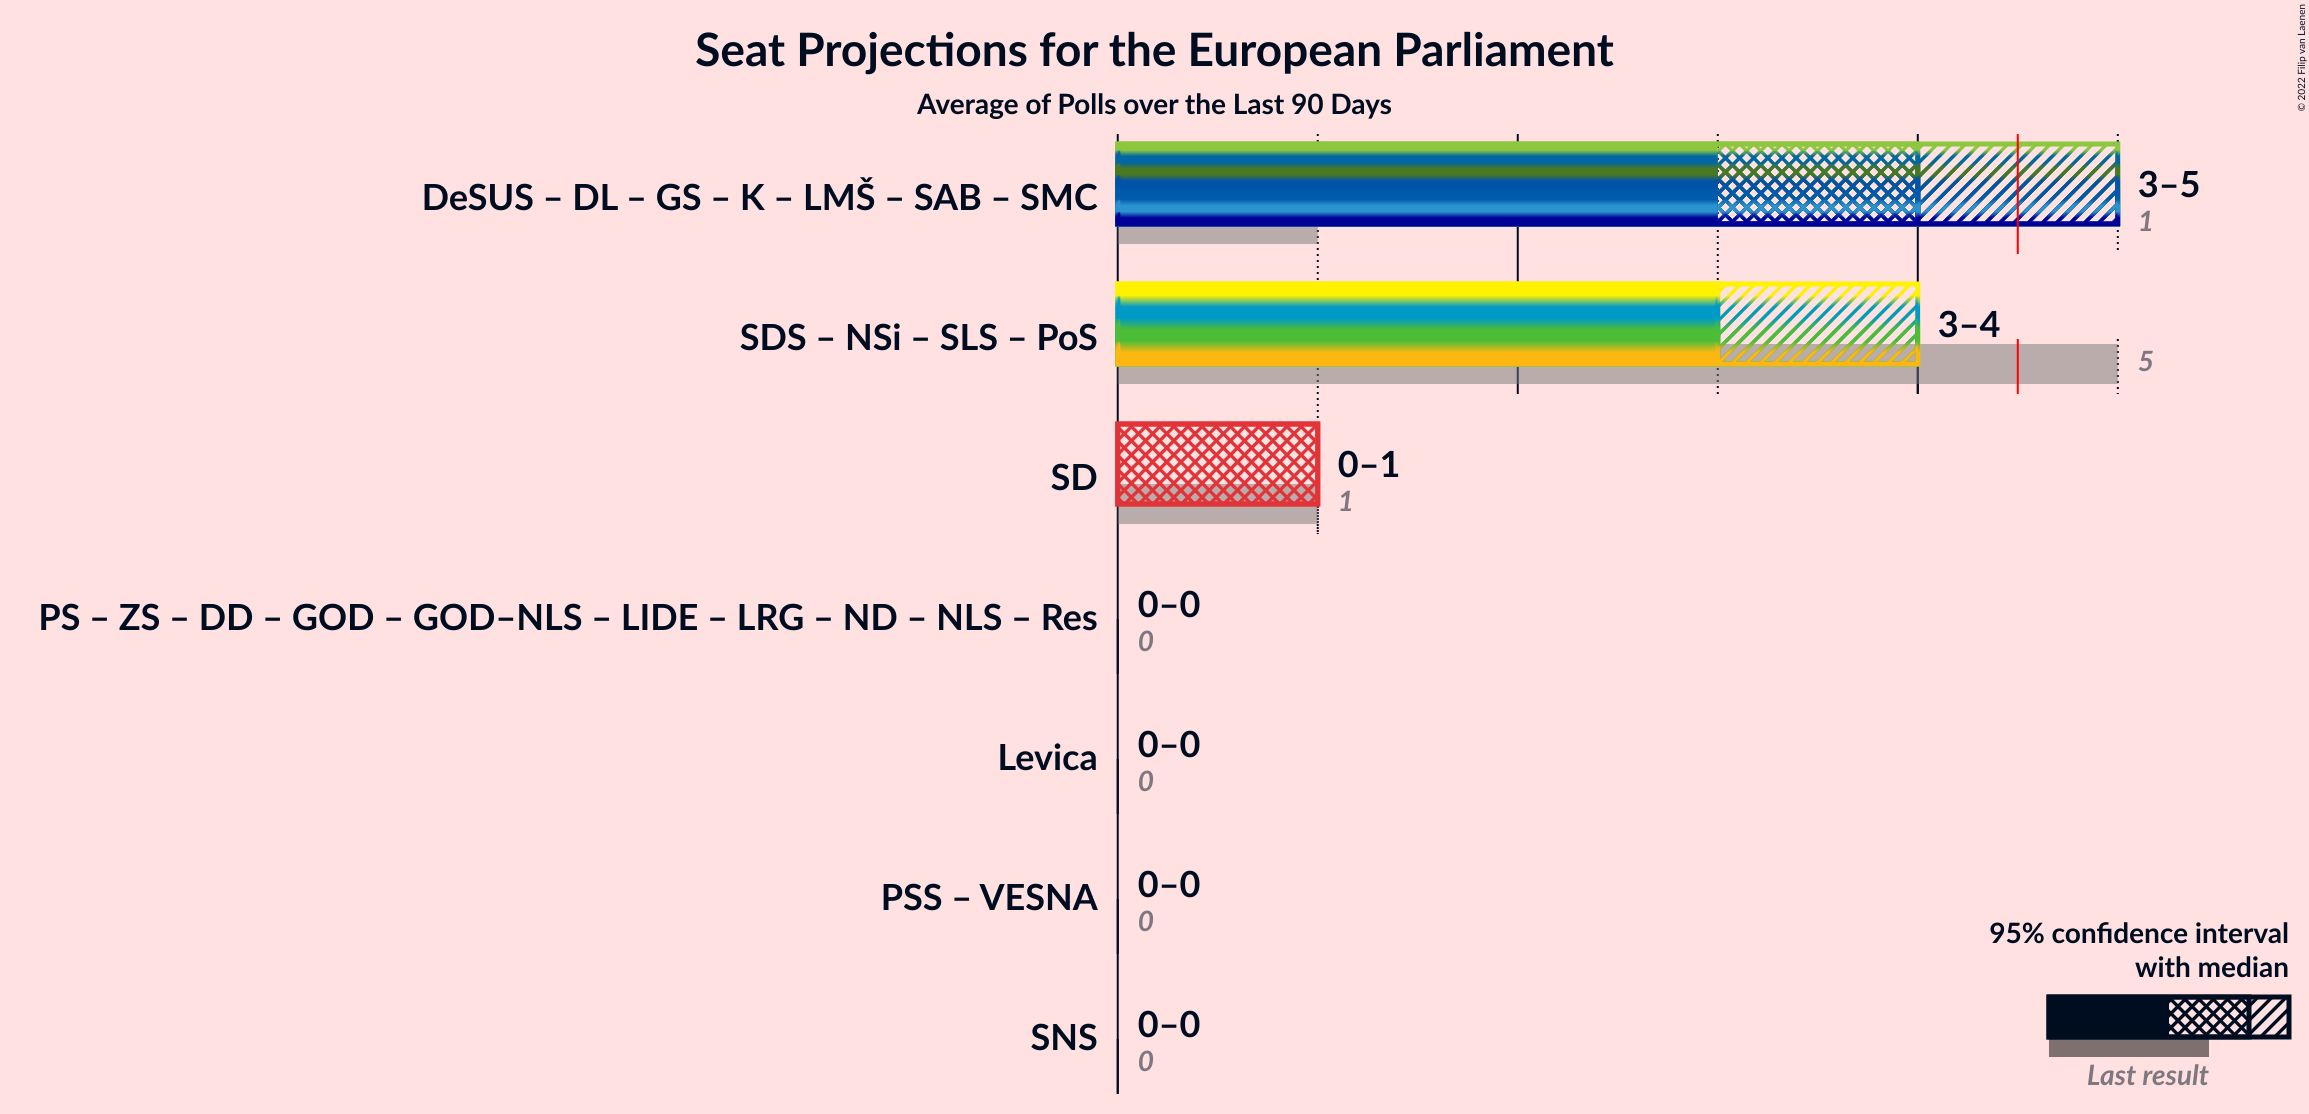 Seat Projections for the European Parliament
Average of Polls over the Last 90 Days
© 2022 Filip van Laenen
DeSUS – DL – GS – K – LMŠ – SAB – SMC
3–5
1
SDS – NSi – SLS – PoS
3–4
5
SD
0–1
1
PS – ZS – DD – GOD – GOD–NLS – LIDE – LRG – ND – NLS – Res
0–0
0
Levica
0–0
0
PSS – VESNA
0–0
0
SNS
0–0
0
95% confidence interval
with median
Last result